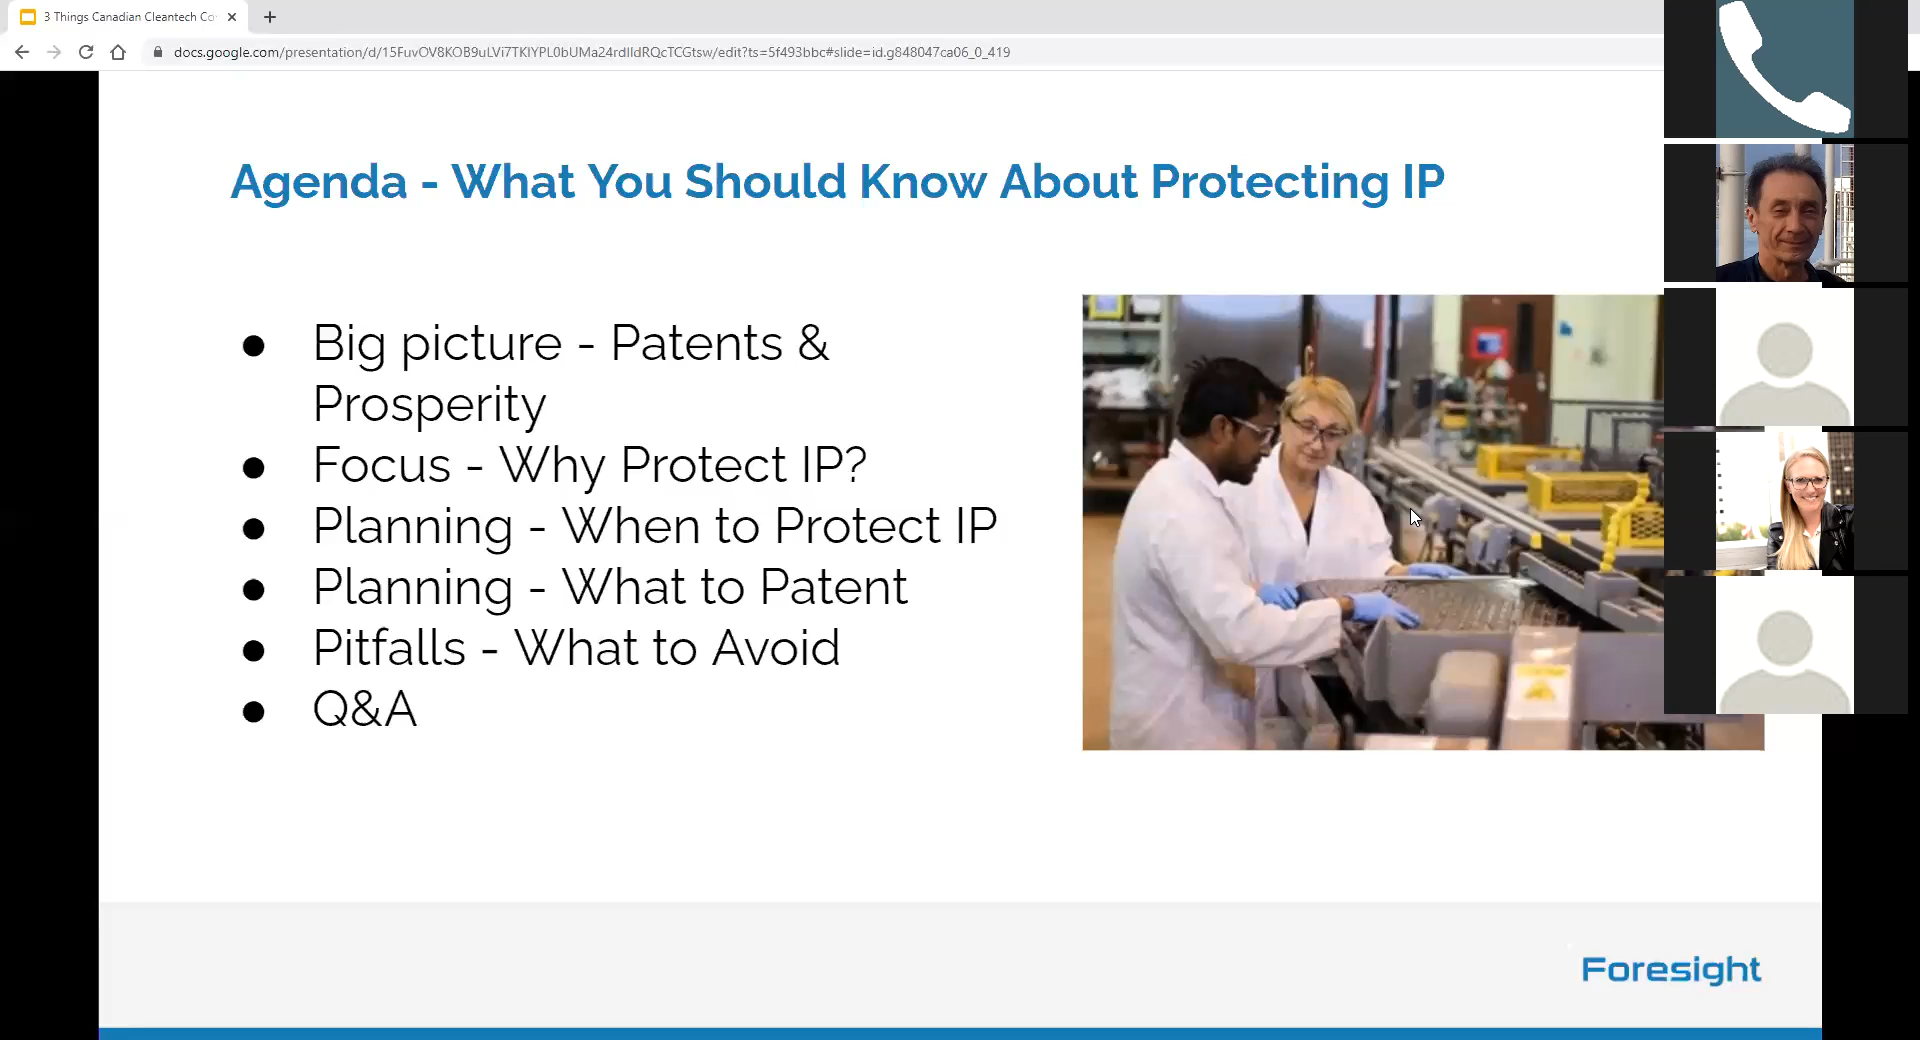 3 Things Canadian Cleantech Co
docs.google.com/presentation/d/15FuvOV8KOB9uLVi7TKIYPL0bUMa24rdIldRQcTCGtsw/edit?ts=5f493bbc#slide=id.g848047ca06_0_419
Agenda - What You Should Know About Protecting IP
● Big picture - Patents &
Prosperity
● Focus - Why Protect IP?
● Planning - When to Protect IP
● Planning - What to Patent
● Pitfalls - What to Avoid
● Q&A
Foresight